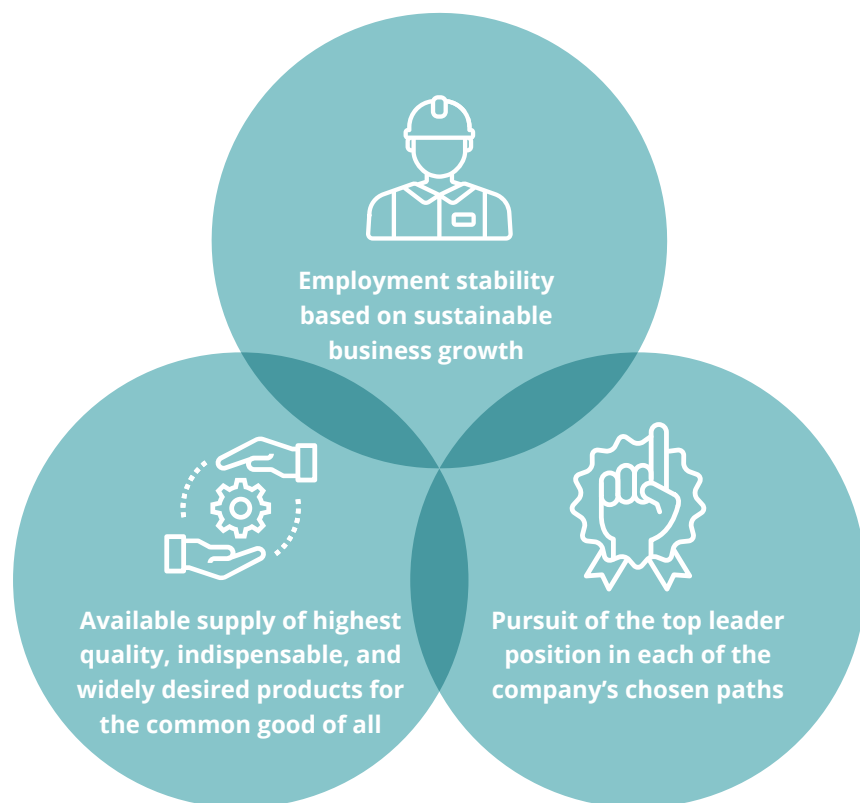 Employment stability
based on sustainable
business growth
Available supply of highest
quality, indispensable, and
widely desired products for
the common good of all
Pursuit of the top leader
position in each of the
company’s chosen paths